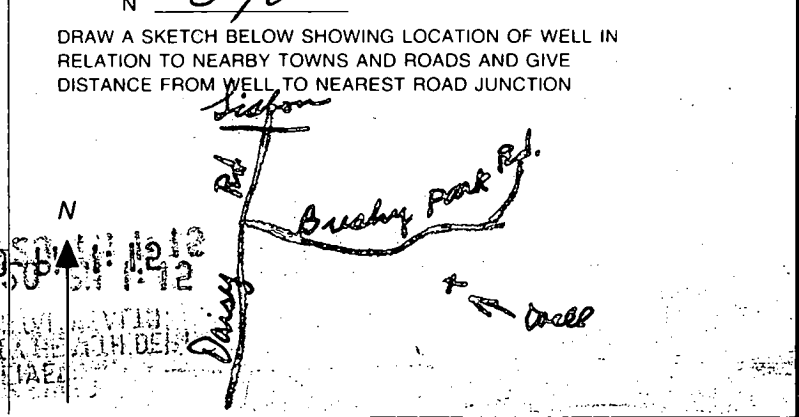 N
DRAW A SKETCH BELOW SHOWING LOCATION OF WELL IN
RELATION TO NEARBY TOWNS AND ROADS AND GIVE
DISTANCE FROM WELL TO NEAREST ROAD JUNCTION
Lisbon
Daisy Rd
Bushy Park Rd.
N
Well